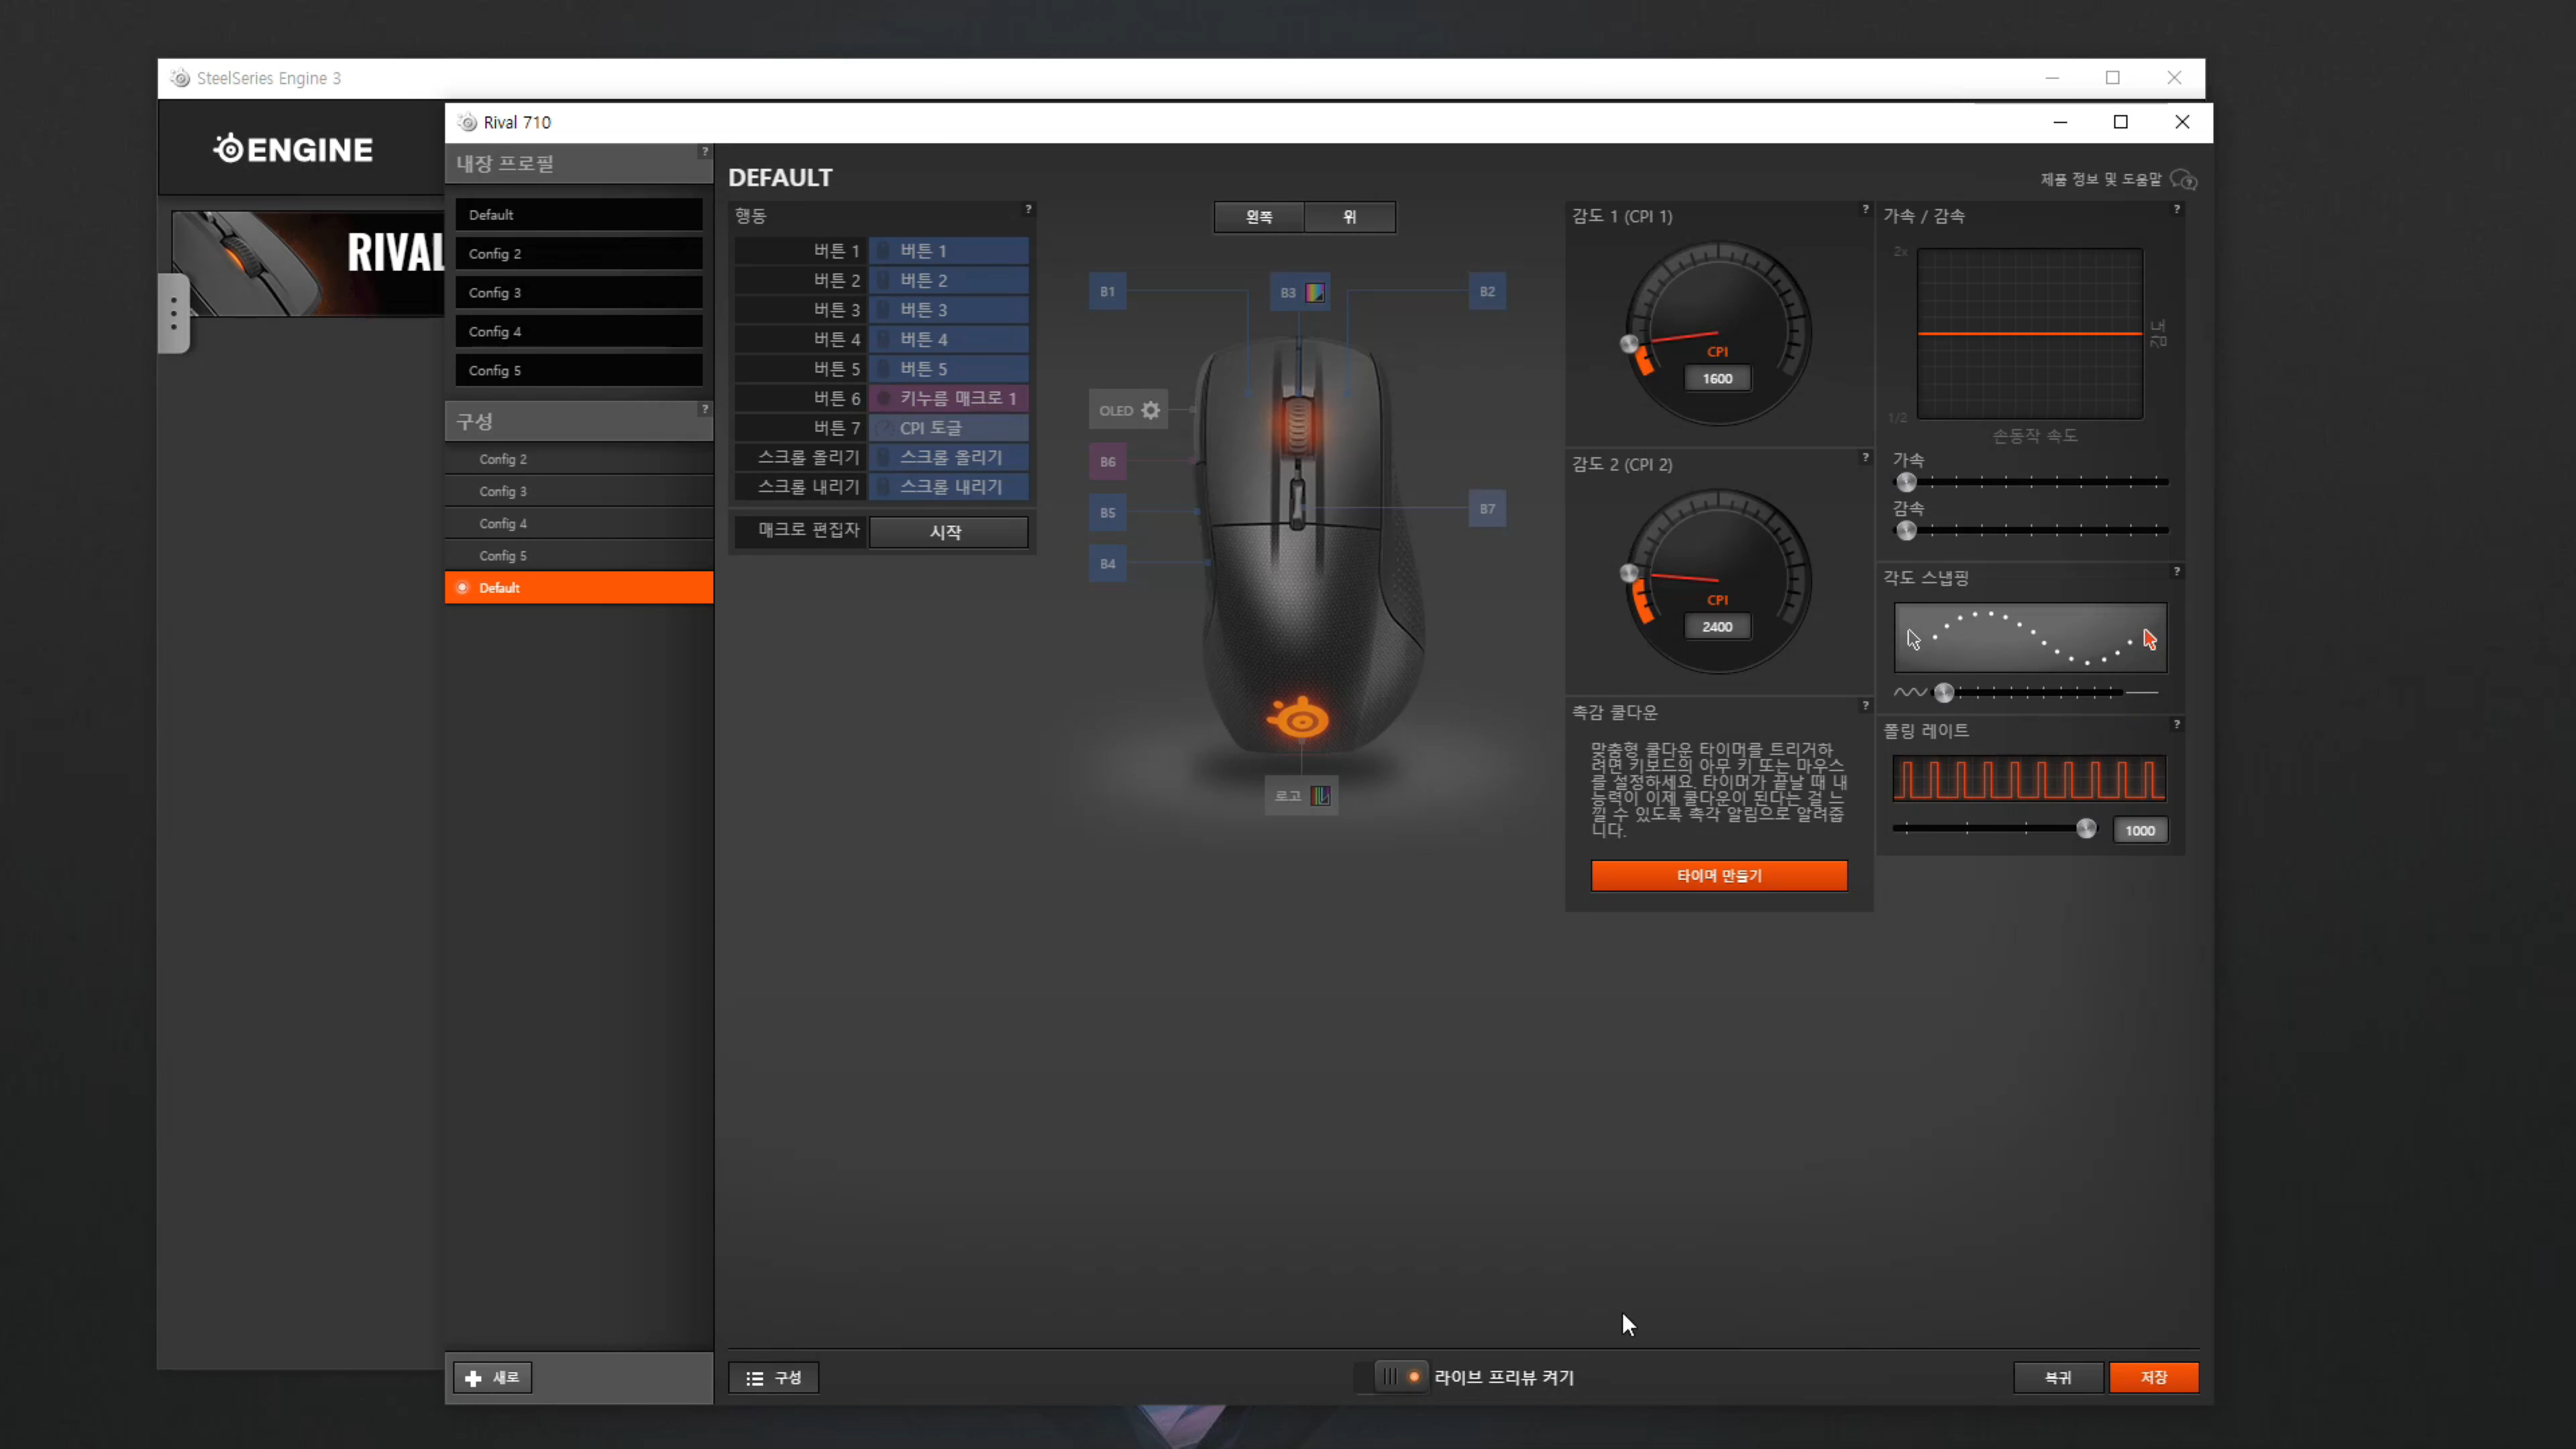 SteelSeries Engine 3
ENGINE
RIVAL
Rival 710
내장 프로필
?
Default
Config 2
Config 3
Config 4
Config 5
구성
?
Config 2
Config 3
Config 4
Config 5
Default
새로
DEFAULT
제품 정보 및 도움말
행동
?
버튼 1 버튼 1
버튼 2 버튼 2
버튼 3 버튼 3
버튼 4 버튼 4
버튼 5 버튼 5
버튼 6 키누름 매크로 1
버튼 7 CPI 토글
스크롤 올리기 스크롤 올리기
스크롤 내리기 스크롤 내리기
매크로 편집자 시작
왼쪽 위
B1
B3
B2
OLED
B6
B5
B7
B4
로고
감도 1 (CPI 1)
?
CPI
1600
감도 2 (CPI 2)
?
CPI
2400
촉감 쿨다운
?
맞춤형 쿨다운 타이머를 트리거하
려면 키보드의 아무 키 또는 마우스
를 설정하세요. 타이머가 끝날 때 내
능력이 이제 쿨다운이 된다는 걸 느
낄 수 있도록 촉각 알림으로 알려줍
니다.
타이머 만들기
가속 / 감속
?
2x
1/2
민감
손동작 속도
가속
감속
각도 스냅핑
?
폴링 레이트
?
1000
구성
라이브 프리뷰 켜기
복귀
저장